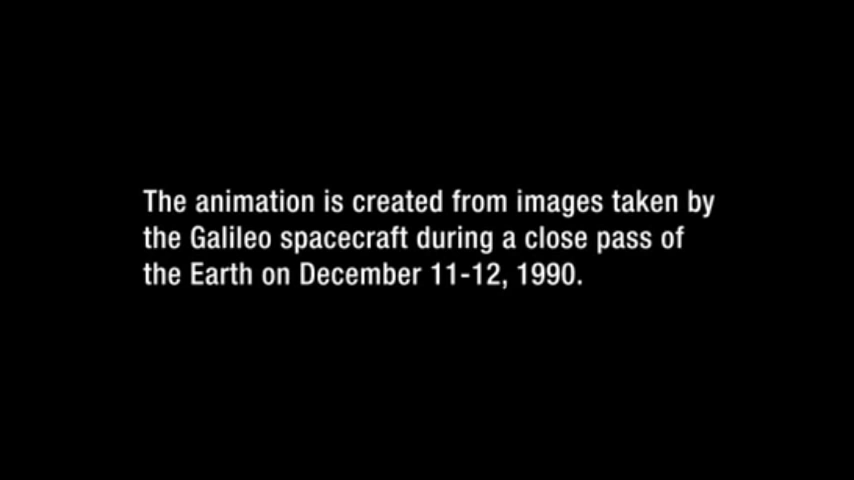 The animation is created from images taken by
the Galileo spacecraft during a close pass of
the Earth on December 11-12, 1990.